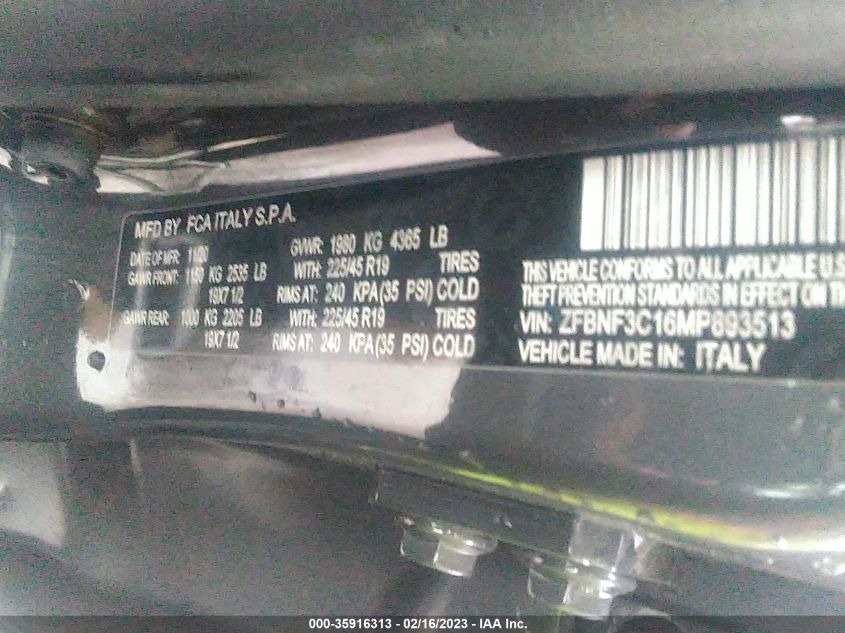 MFD BY FCA ITALY S.P.A.
DATE OF MFR: 11/20 GVWR: 1980 KG 4365 LB
GAWR FRONT: 1150 KG 2535 LB WITH: 225/45 R19 TIRES
19X7 1/2 RIMS AT: 240 KPA(35 PSI) COLD
GAWR REAR: 1000 KG 2205 LB WITH: 225/45 R19 TIRES
19X7 1/2 RIMS AT: 240 KPA(35 PSI) COLD
THIS VEHICLE CONFORMS TO ALL APPLICABLE U.S
THEFT PREVENTION STANDARDS IN EFFECT ON
VIN: ZFBNF3C16MP893513
VEHICLE MADE IN: ITALY
000-35916313 - 02/16/2023 - IAA Inc.